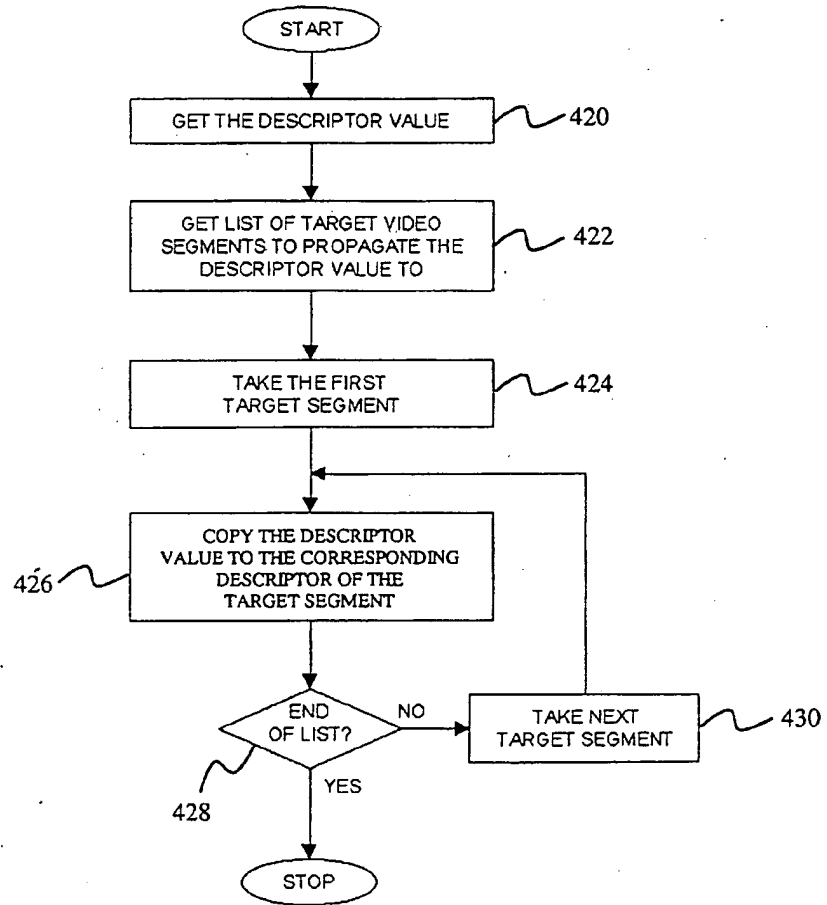 START
GET THE DESCRIPTOR VALUE
420
GET LIST OF TARGET VIDEO
SEGMENTS TO PROPAGATE THE
DESCRIPTOR VALUE TO
422
TAKE THE FIRST
TARGET SEGMENT
424
COPY THE DESCRIPTOR
VALUE TO THE CORRESPONDING
DESCRIPTOR OF THE
TARGET SEGMENT
426
END
OF LIST?
NO
TAKE NEXT
TARGET SEGMENT
430
YES
428
STOP